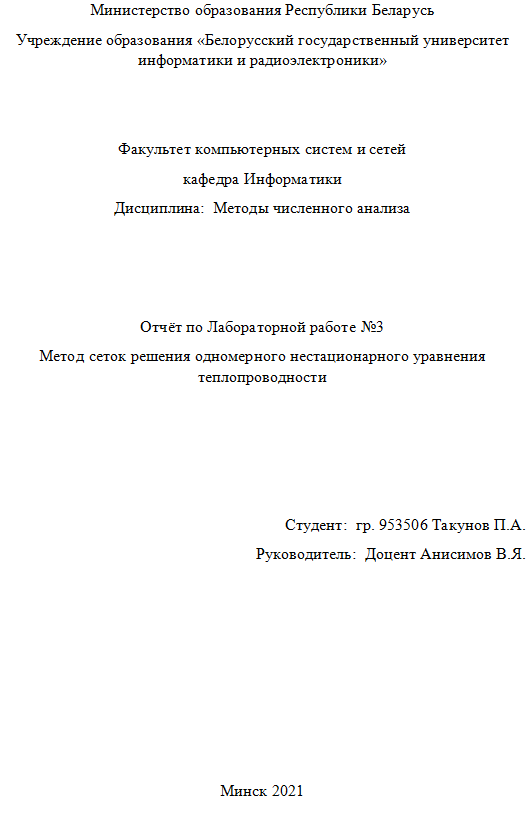 Министерство образования Республики Беларусь
Учреждение образования «Белорусский государственный университет
информатики и радиоэлектроники»
Факультет компьютерных систем и сетей
кафедра Информатики
Дисциплина:  Методы численного анализа
Отчёт по Лабораторной работе №3
Метод сеток решения одномерного нестационарного уравнения
теплопроводности
Студент:  гр. 953506 Такунов П.А.
Руководитель:  Доцент Анисимов В.Я.
Минск 2021